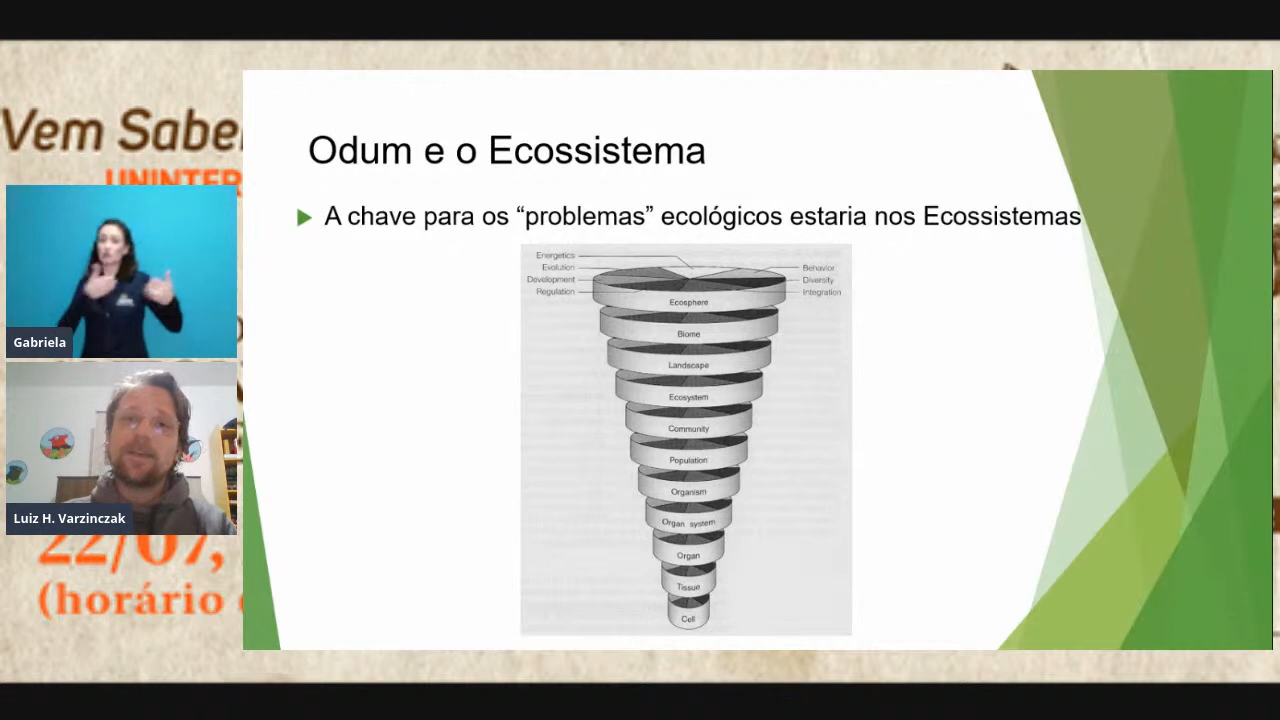 Vem Sabe
UNINTER
Gabriela
Luiz H. Varzinczak
22/07,
(horário
Odum e o Ecossistema
A chave para os “problemas” ecológicos estaria nos Ecossistemas
Energetics
Evolution
Development
Regulation
Behavior
Diversity
Integration
Ecosphere
Biome
Landscape
Ecosystem
Community
Population
Organism
Organ system
Organ
Tissue
Cell